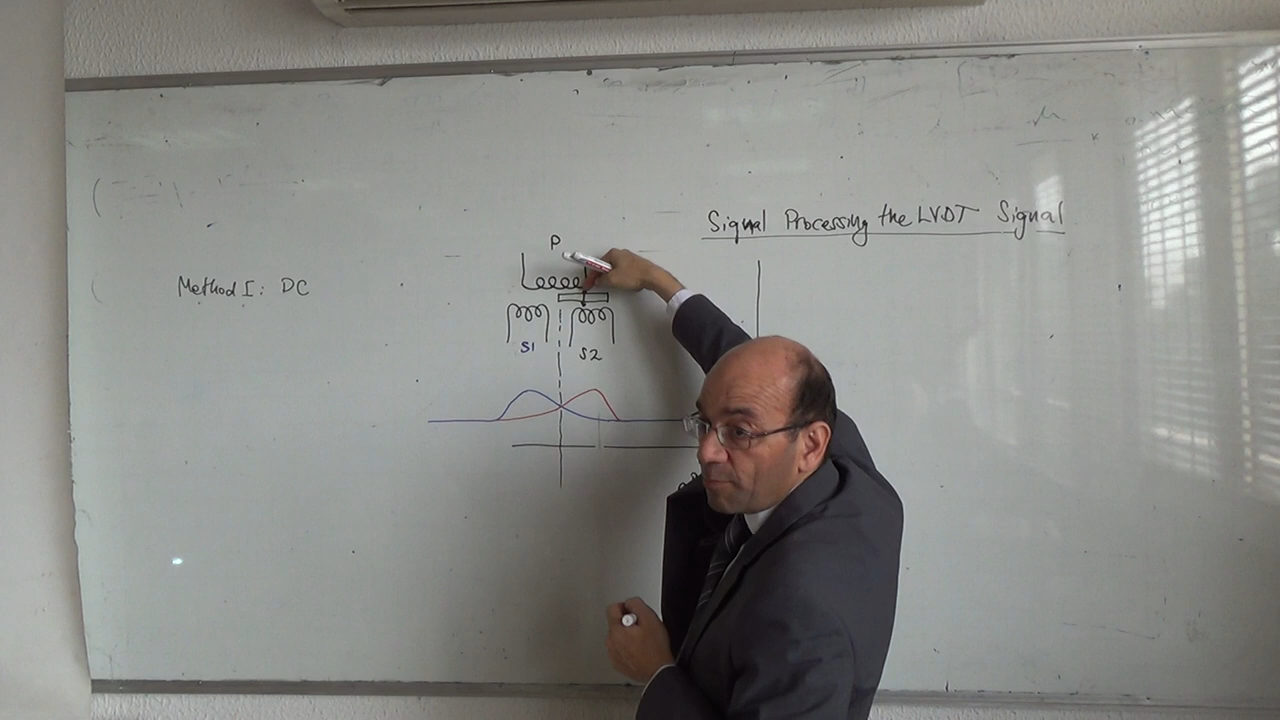 Signal Processing the LVDT Signal
P
Method I: DC
S1
S2